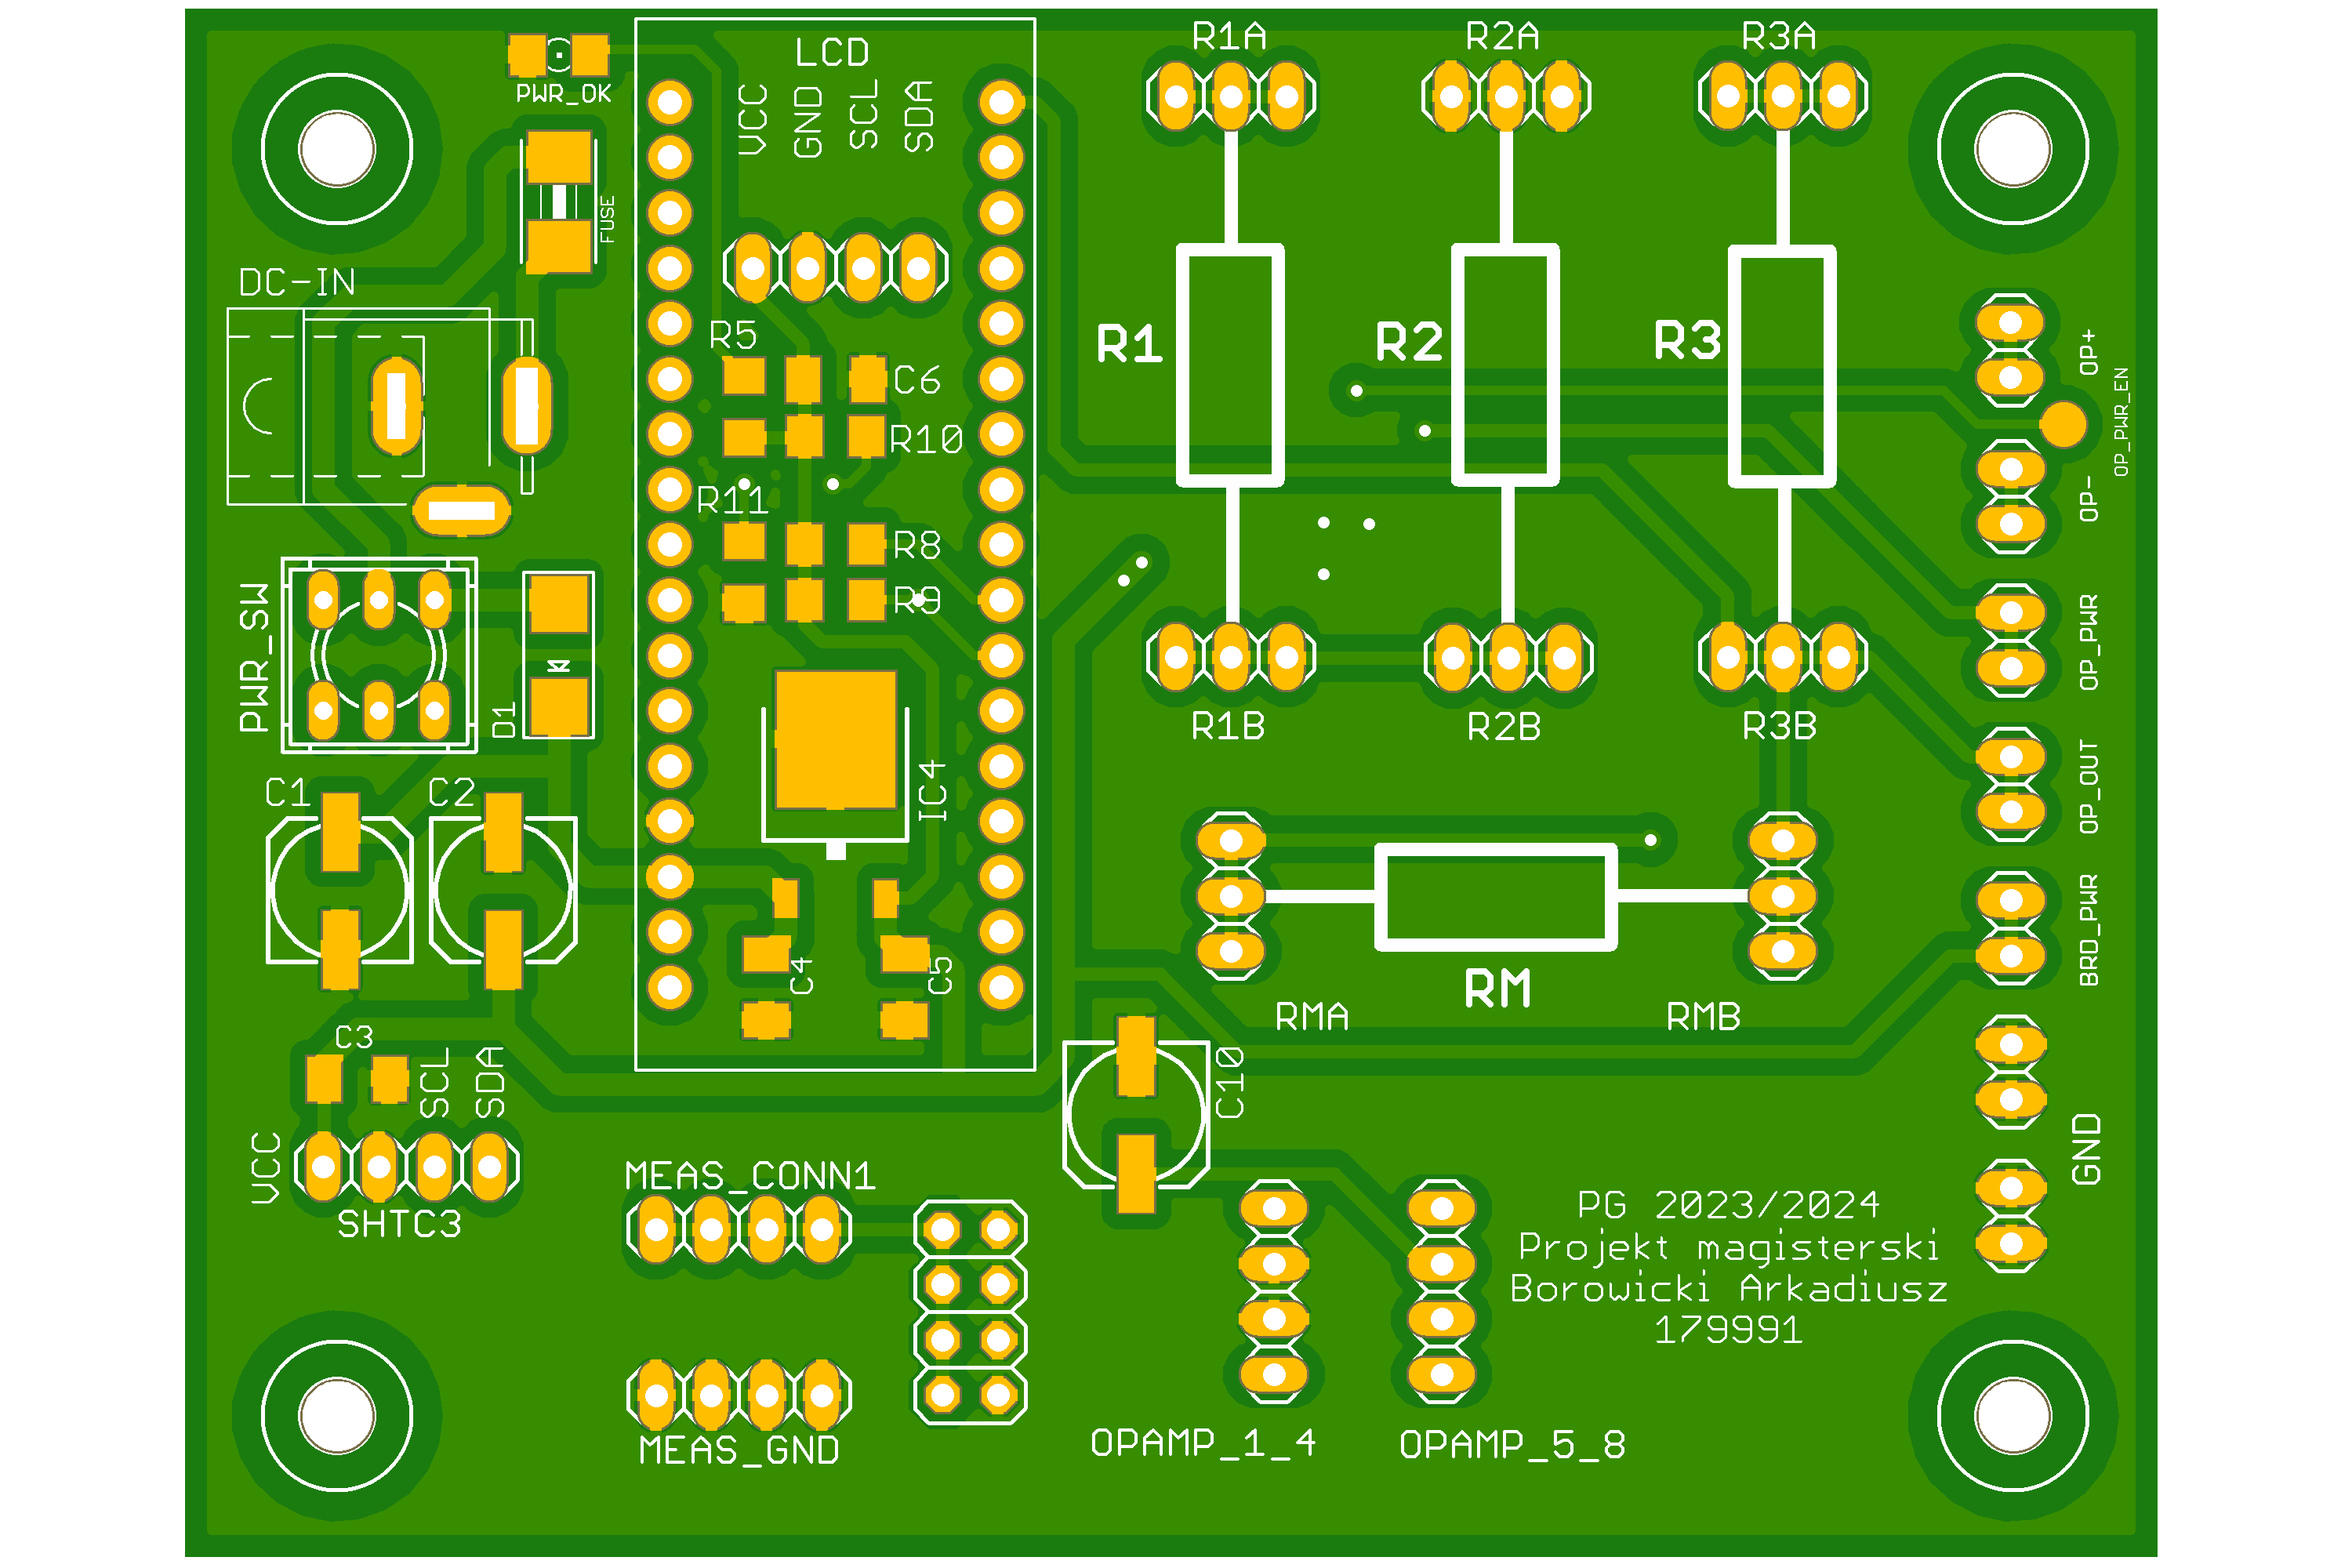 PWR_OK
LCD
VCC
GND
SCL
SDA
R1A
R2A
R3A
FUSE
DC-IN
R5
C6
R10
R11
R8
R9
R1
R2
R3
OP+
OP_PWR_EN
OP-
PWR_SW
D1
OP_PWR
IC4
R1B
R2B
R3B
OP_OUT
C1
C2
C4
C5
RM
BRD_PWR
RMA
RMB
C3
SCL
SDA
C10
VCC
SHTC3
GND
MEAS_CONN1
PG 2023/2024
Projekt magisterski
Borowicki Arkadiusz
179991
MEAS_GND
OPAMP_1_4
OPAMP_5_8